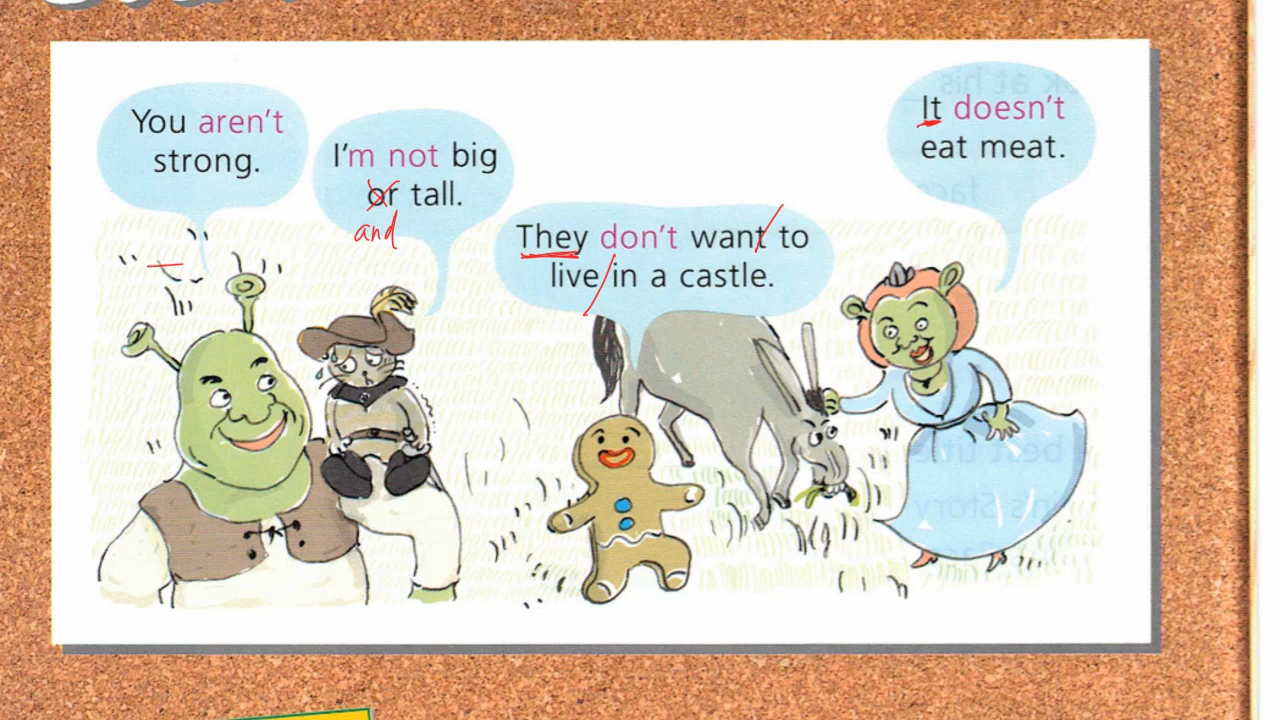 You aren't
strong.
I'm not big
or tall.
and
They don't want to
live in a castle.
It doesn't
eat meat.